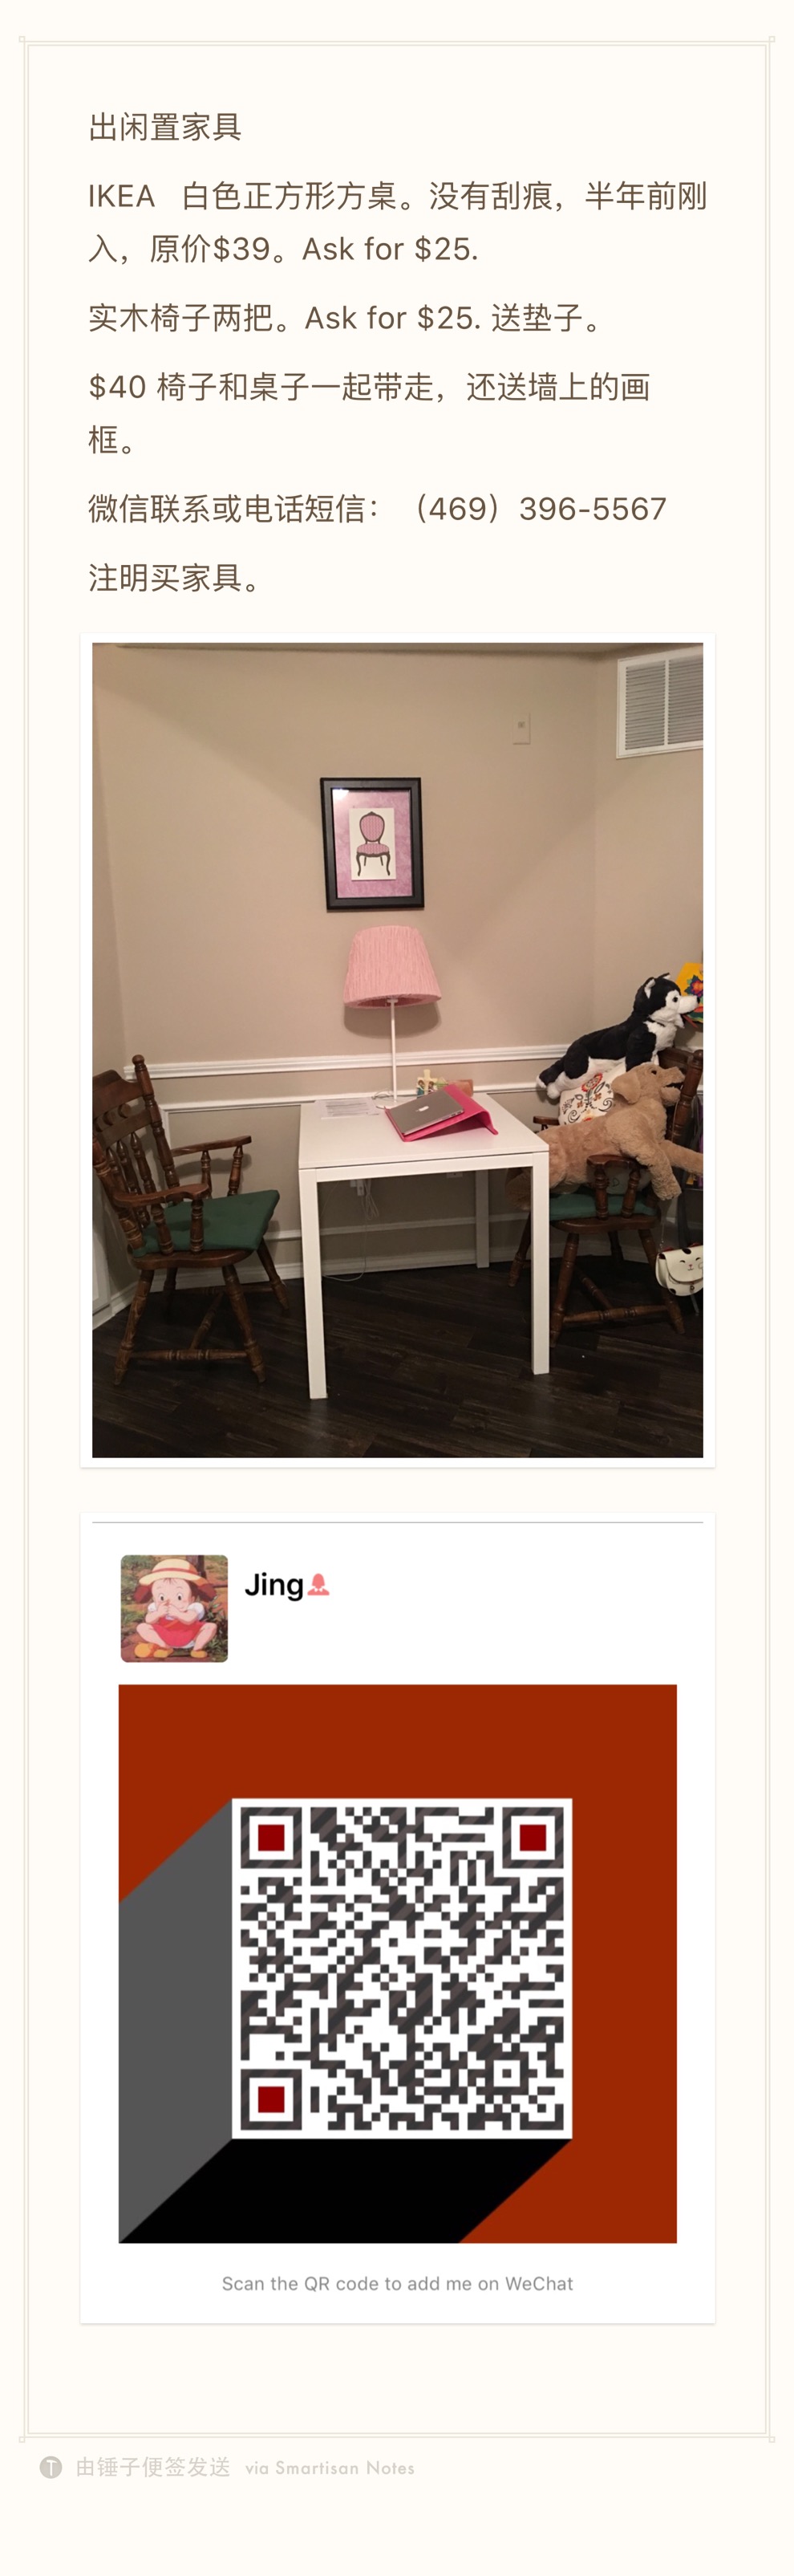 出闲置家具
IKEA 白色正方形方桌。没有刮痕，半年前刚
入，原价$39。Ask for $25.
实木椅子两把。Ask for $25. 送垫子。
$40 椅子和桌子一起带走，还送墙上的画
框。
微信联系或电话短信：（469）396-5567
注明买家具。
Jing
Scan the QR code to add me on WeChat
T 由锤子便签发送 via Smartisan Notes